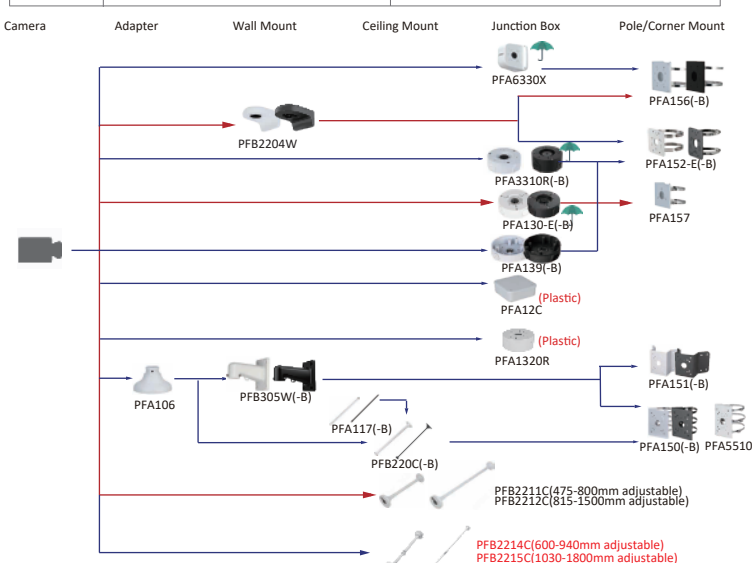 Camera
Adapter
Wall Mount
Ceiling Mount
Junction Box
Pole/Corner Mount
PFA6330X
PFA156(-B)
PFB2204W
PFA152-E(-B)
PFA3310R(-B)
PFA157
PFA130-E(-B)
PFA139(-B)
(Plastic)
PFA12C
(Plastic)
PFA1320R
PFA151(-B)
PFA106
PFB305W(-B)
PFA117(-B)
PFA150(-B)
PFA5510
PFB220C(-B)
PFB2211C(475-800mm adjustable)
PFB2212C(815-1500mm adjustable)
PFB2214C(600-940mm adjustable)
PFB2215C(1030-1800mm adjustable)